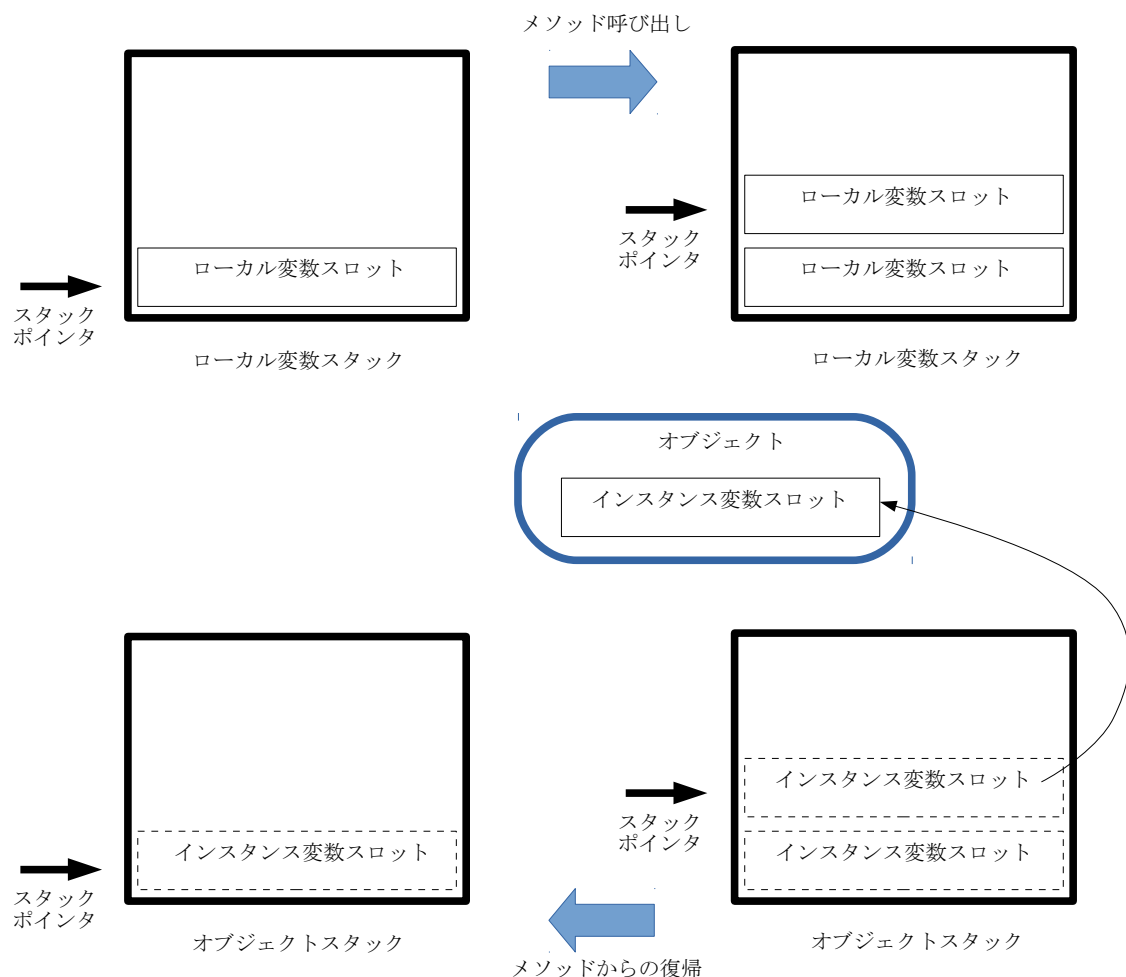 メソッド呼び出し
ローカル変数スロット
スタック
ポインタ
ローカル変数スタック
ローカル変数スロット
スタック
ポインタ
ローカル変数スロット
ローカル変数スタック
オブジェクト
インスタンス変数スロット
インスタンス変数スロット
スタック
ポインタ
オブジェクトスタック
インスタンス変数スロット
スタック
ポインタ
インスタンス変数スロット
オブジェクトスタック
メソッドからの復帰